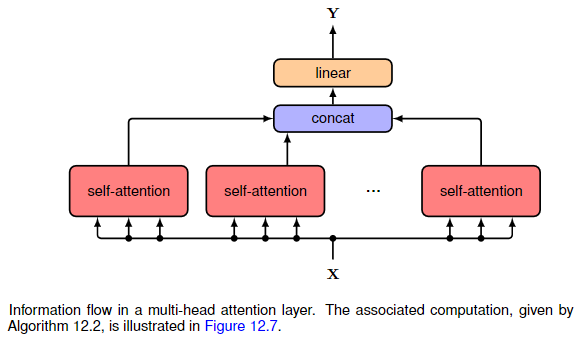 Y
linear
concat
self-attention self-attention ... self-attention
X
Information flow in a multi-head attention layer. The associated computation, given by
Algorithm 12.2, is illustrated in Figure 12.7.